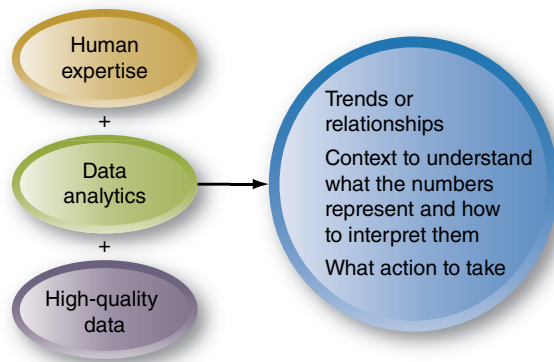 Human
expertise
+
Data
analytics
+
High-quality
data
Trends or
relationships
Context to understand
what the numbers
represent and how
to interpret them
What action to take